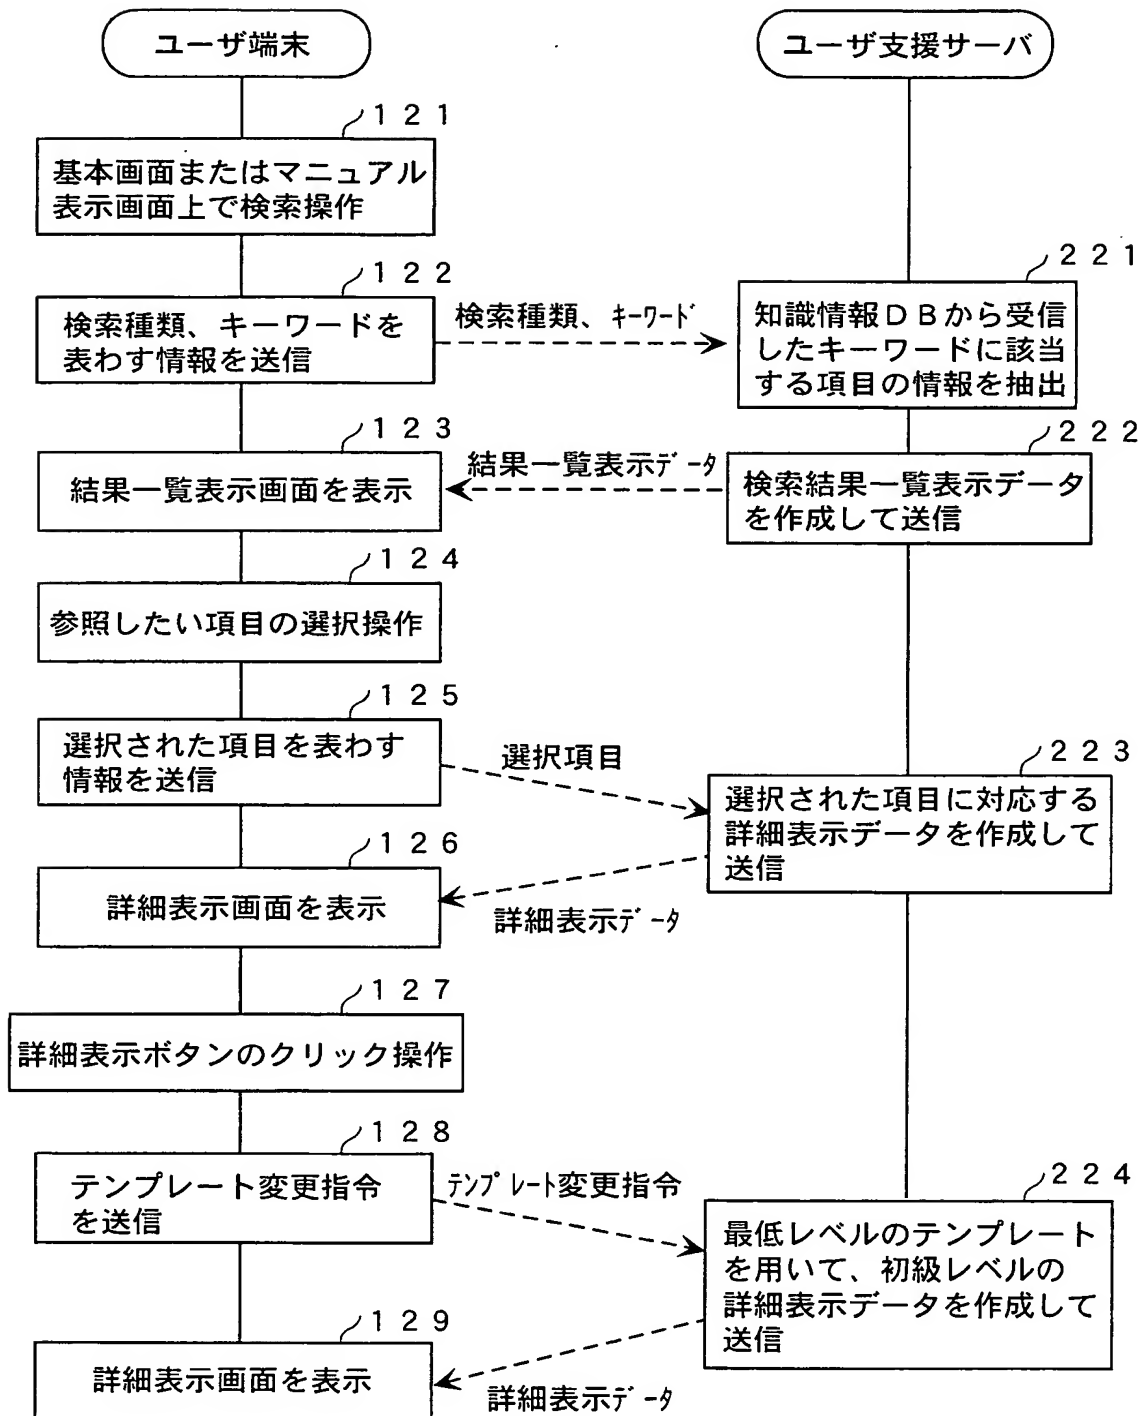 ユーザ端末
ユーザ支援サーバ
121
基本画面またはマニュアル
表示画面上で検索操作
122
検索種類、キーワードを
表わす情報を送信
検索種類、ｷｰﾜｰﾄﾞ
221
知識情報DBから受信
したキーワードに該当
する項目の情報を抽出
123
結果一覧表示画面を表示
結果一覧表示ﾃﾞｰﾀ
222
検索結果一覧表示データ
を作成して送信
124
参照したい項目の選択操作
125
選択された項目を表わす
情報を送信
選択項目
223
選択された項目に対応する
詳細表示データを作成して
送信
126
詳細表示画面を表示
詳細表示ﾃﾞｰﾀ
127
詳細表示ボタンのクリック操作
128
テンプレート変更指令
を送信
ﾃﾝﾌﾟﾚｰﾄ変更指令
224
最低レベルのテンプレート
を用いて、初級レベルの
詳細表示データを作成して
送信
129
詳細表示画面を表示
詳細表示ﾃﾞｰﾀ